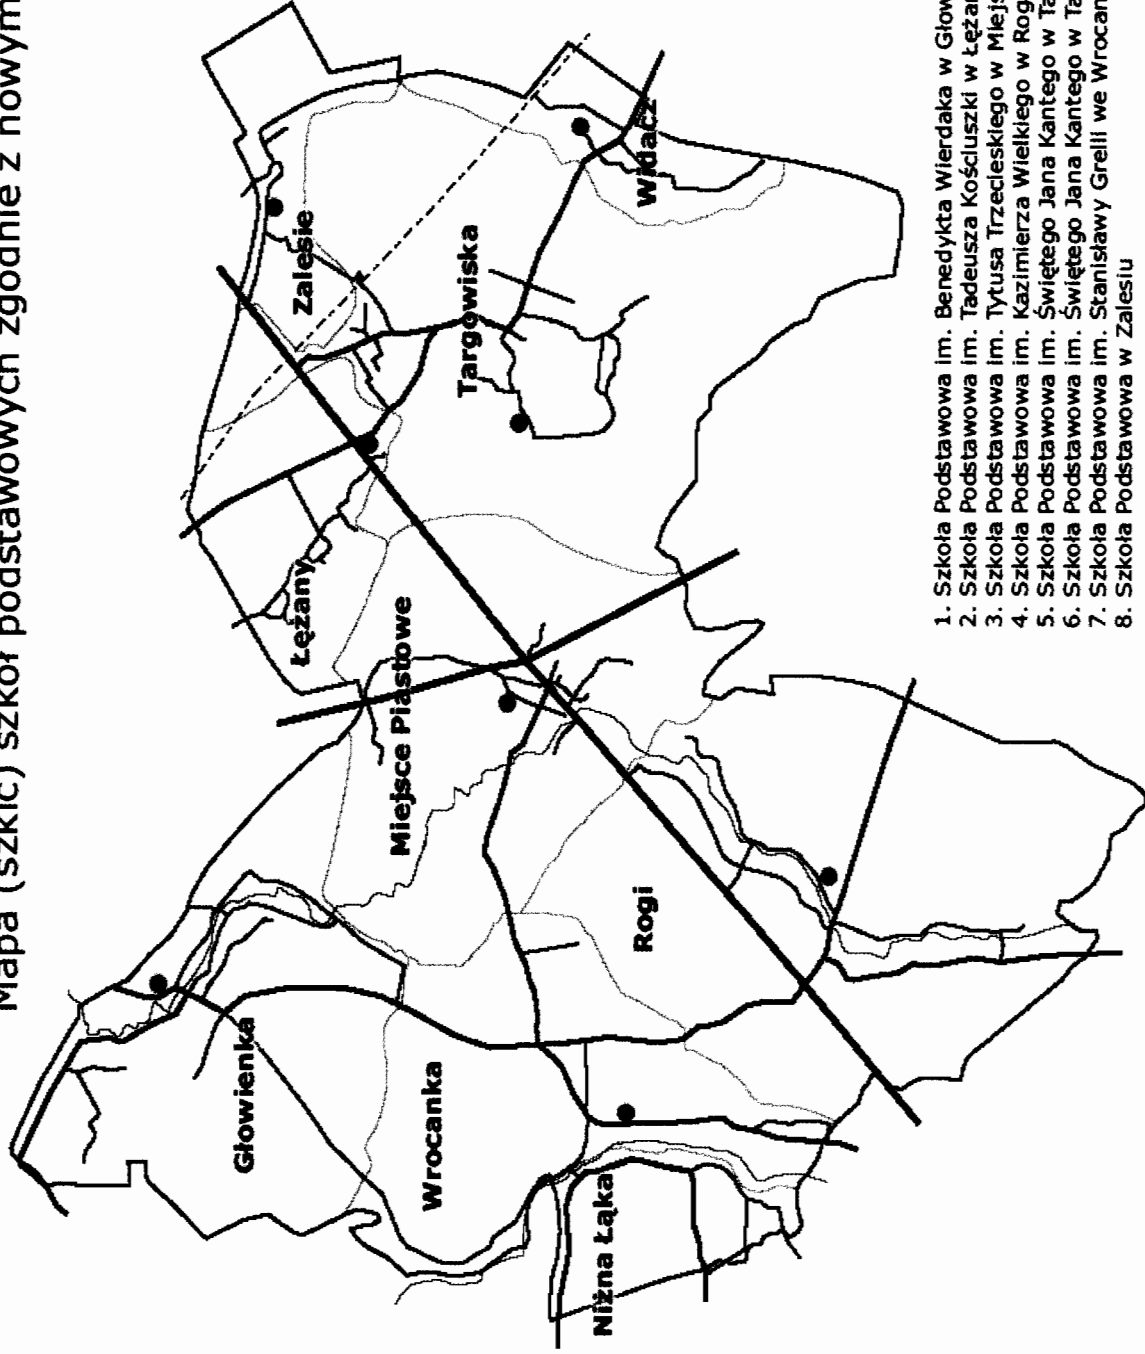 Mapa (szkic) szkół podstawowych zgodnie z nowym
Głowienka
Wrocanka
Niżna Łąka
Miejsce Piastowe
Rogi
Łężany
Zalesie
Targowiska
Widacz
1. Szkoła Podstawowa im. Benedykta Wierdaka w Głow
2. Szkoła Podstawowa im. Tadeusza Kościuszki w Łężan
3. Szkoła Podstawowa im. Tytusa Trzecieskiego w Miejs
4. Szkoła Podstawowa im. Kazimierza Wielkiego w Rog
5. Szkoła Podstawowa im. Świętego Jana Kantego w Ta
6. Szkoła Podstawowa im. Świętego Jana Kantego w Ta
7. Szkoła Podstawowa im. Stanisławy Grelli we Wrocan
8. Szkoła Podstawowa w Zalesiu